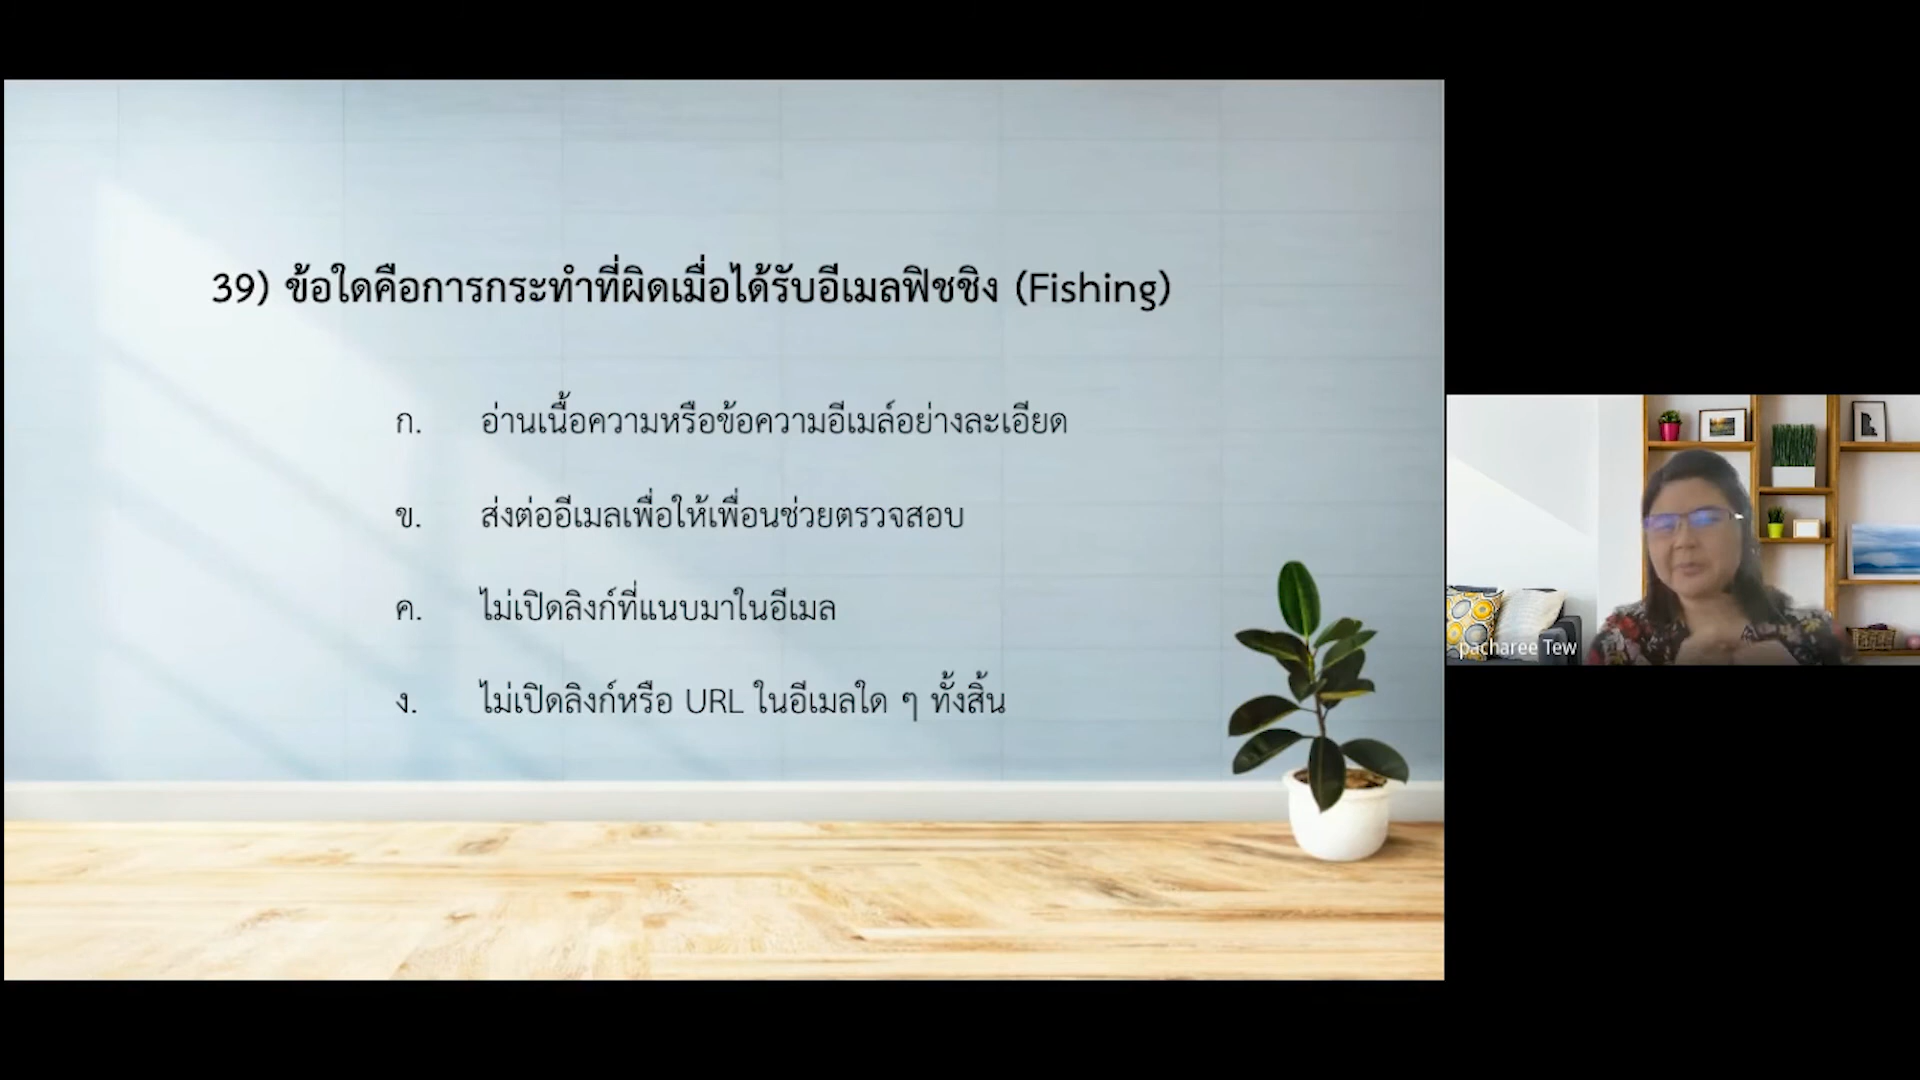 39) ข้อใดคือการกระทำที่ผิดเมื่อได้รับอีเมลฟิชชิง (Fishing)
ก. อ่านเนื้อความหรือข้อความอีเมล์อย่างละเอียด
ข. ส่งต่ออีเมลเพื่อให้เพื่อนช่วยตรวจสอบ
ค. ไม่เปิดลิงก์ที่แนบมาในอีเมล
ง. ไม่เปิดลิงก์หรือ URL ในอีเมลใด ๆ ทั้งสิ้น
pacharee Tew